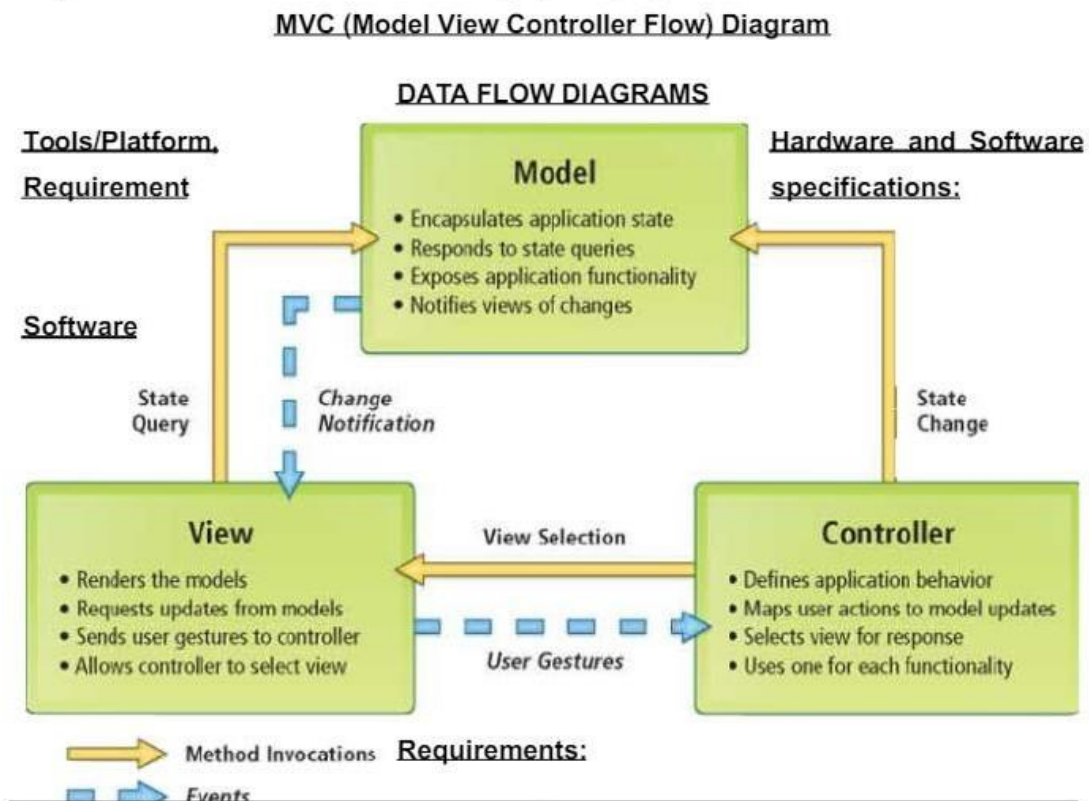 MVC (Model View Controller Flow) Diagram
DATA FLOW DIAGRAMS
Tools/Platform,
Requirement
Hardware and Software
specifications:
Model
• Encapsulates application state
• Responds to state queries
• Exposes application functionality
• Notifies views of changes
Software
State
Query
Change
Notification
State
Change
View
• Renders the models
• Requests updates from models
• Sends user gestures to controller
• Allows controller to select view
View Selection
User Gestures
Controller
• Defines application behavior
• Maps user actions to model updates
• Selects view for response
• Uses one for each functionality
Method Invocations
Requirements:
Events